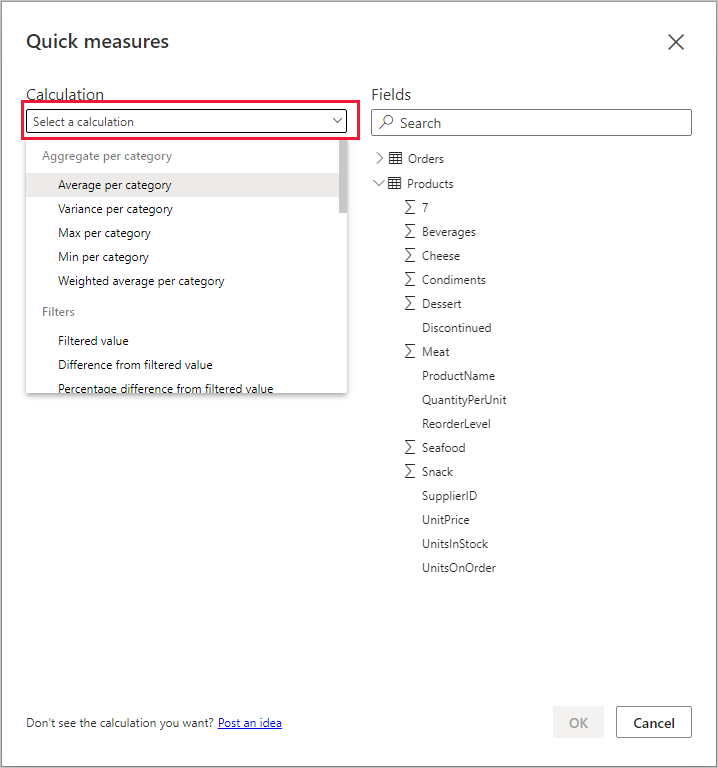 Quick measures
Calculation
Select a calculation
Aggregate per category
Average per category
Variance per category
Max per category
Min per category
Weighted average per category
Filters
Filtered value
Difference from filtered value
Percentage difference from filtered value
Fields
Search
Orders
Products
7
Beverages
Cheese
Condiments
Dessert
Discontinued
Meat
ProductName
QuantityPerUnit
ReorderLevel
Seafood
Snack
SupplierID
UnitPrice
UnitsInStock
UnitsOnOrder
Don't see the calculation you want? Post an idea
OK
Cancel